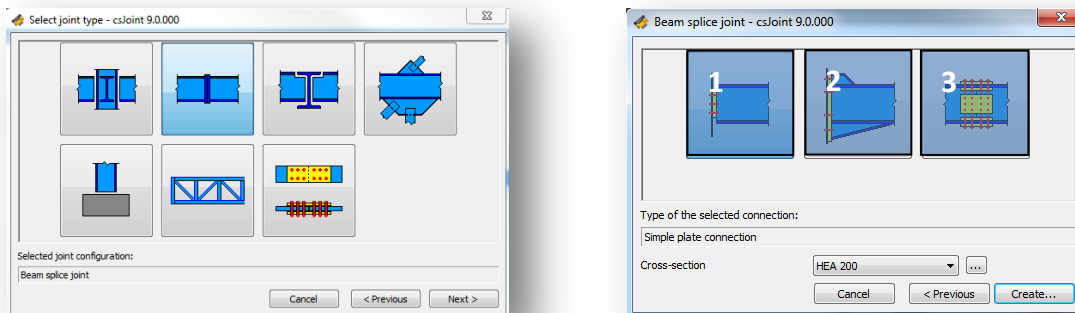 Select joint type - csJoint 9.0.000
Selected joint configuration:
Beam splice joint
Cancel
< Previous
Next >
Beam splice joint - csJoint 9.0.000
1
2
3
Type of the selected connection:
Simple plate connection
Cross-section
HEA 200
...
Cancel
< Previous
Create...